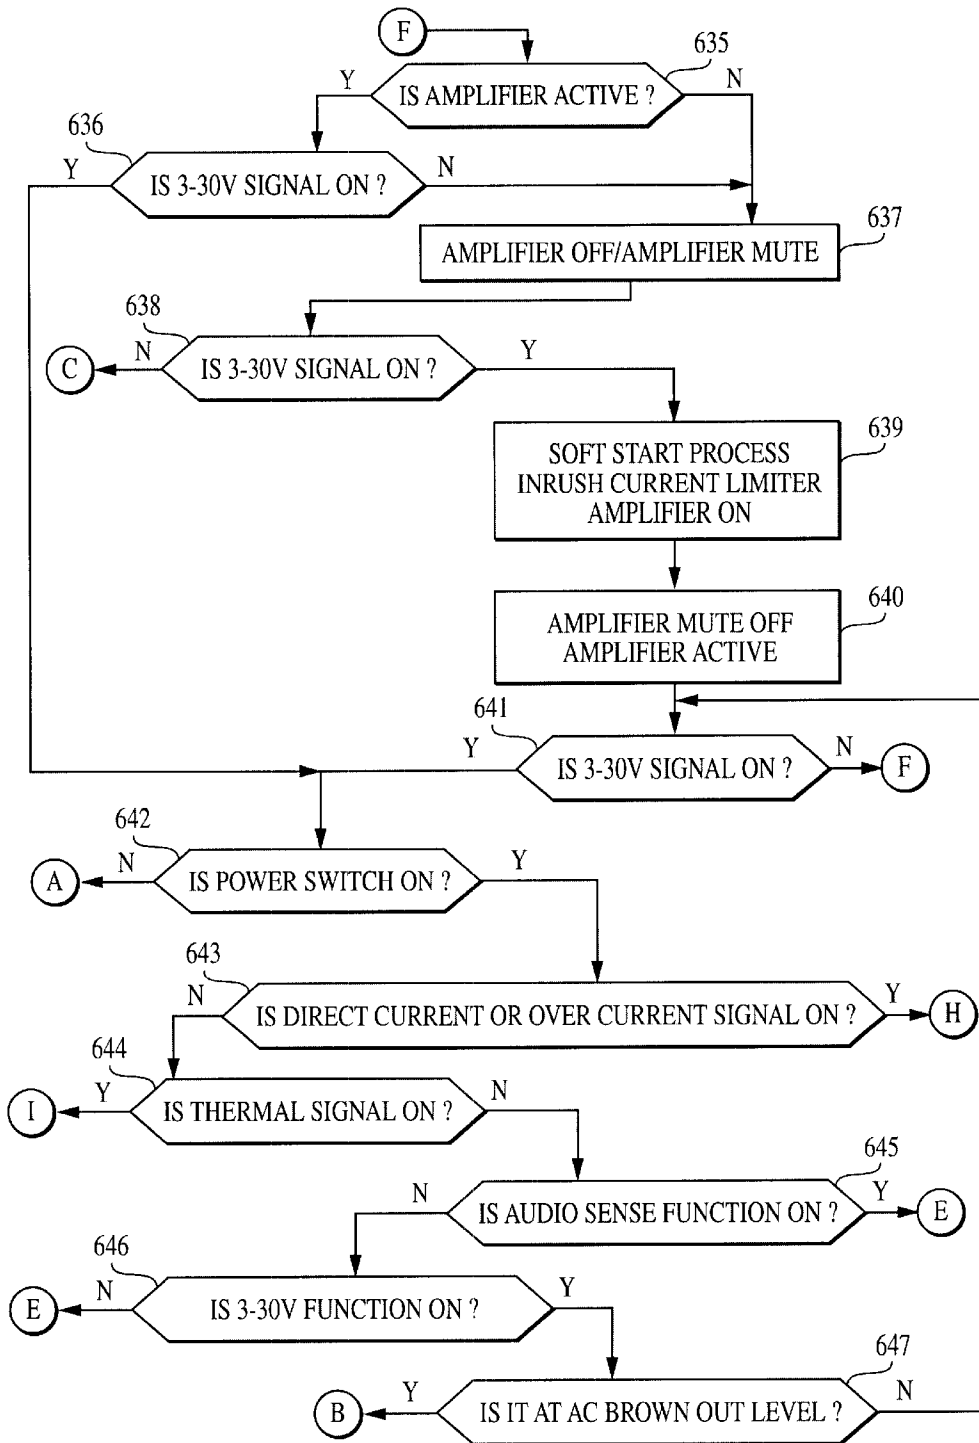 F
635
IS AMPLIFIER ACTIVE ?
Y
N
636
Y
IS 3-30V SIGNAL ON ?
N
637
AMPLIFIER OFF/AMPLIFIER MUTE
638
C
N
IS 3-30V SIGNAL ON ?
Y
639
SOFT START PROCESS
INRUSH CURRENT LIMITER
AMPLIFIER ON
640
AMPLIFIER MUTE OFF
AMPLIFIER ACTIVE
641
Y
IS 3-30V SIGNAL ON ?
N
F
642
A
N
IS POWER SWITCH ON ?
Y
643
N
IS DIRECT CURRENT OR OVER CURRENT SIGNAL ON ?
Y
H
644
I
Y
IS THERMAL SIGNAL ON ?
N
645
N
IS AUDIO SENSE FUNCTION ON ?
Y
E
646
E
N
IS 3-30V FUNCTION ON ?
Y
647
B
Y
IS IT AT AC BROWN OUT LEVEL ?
N